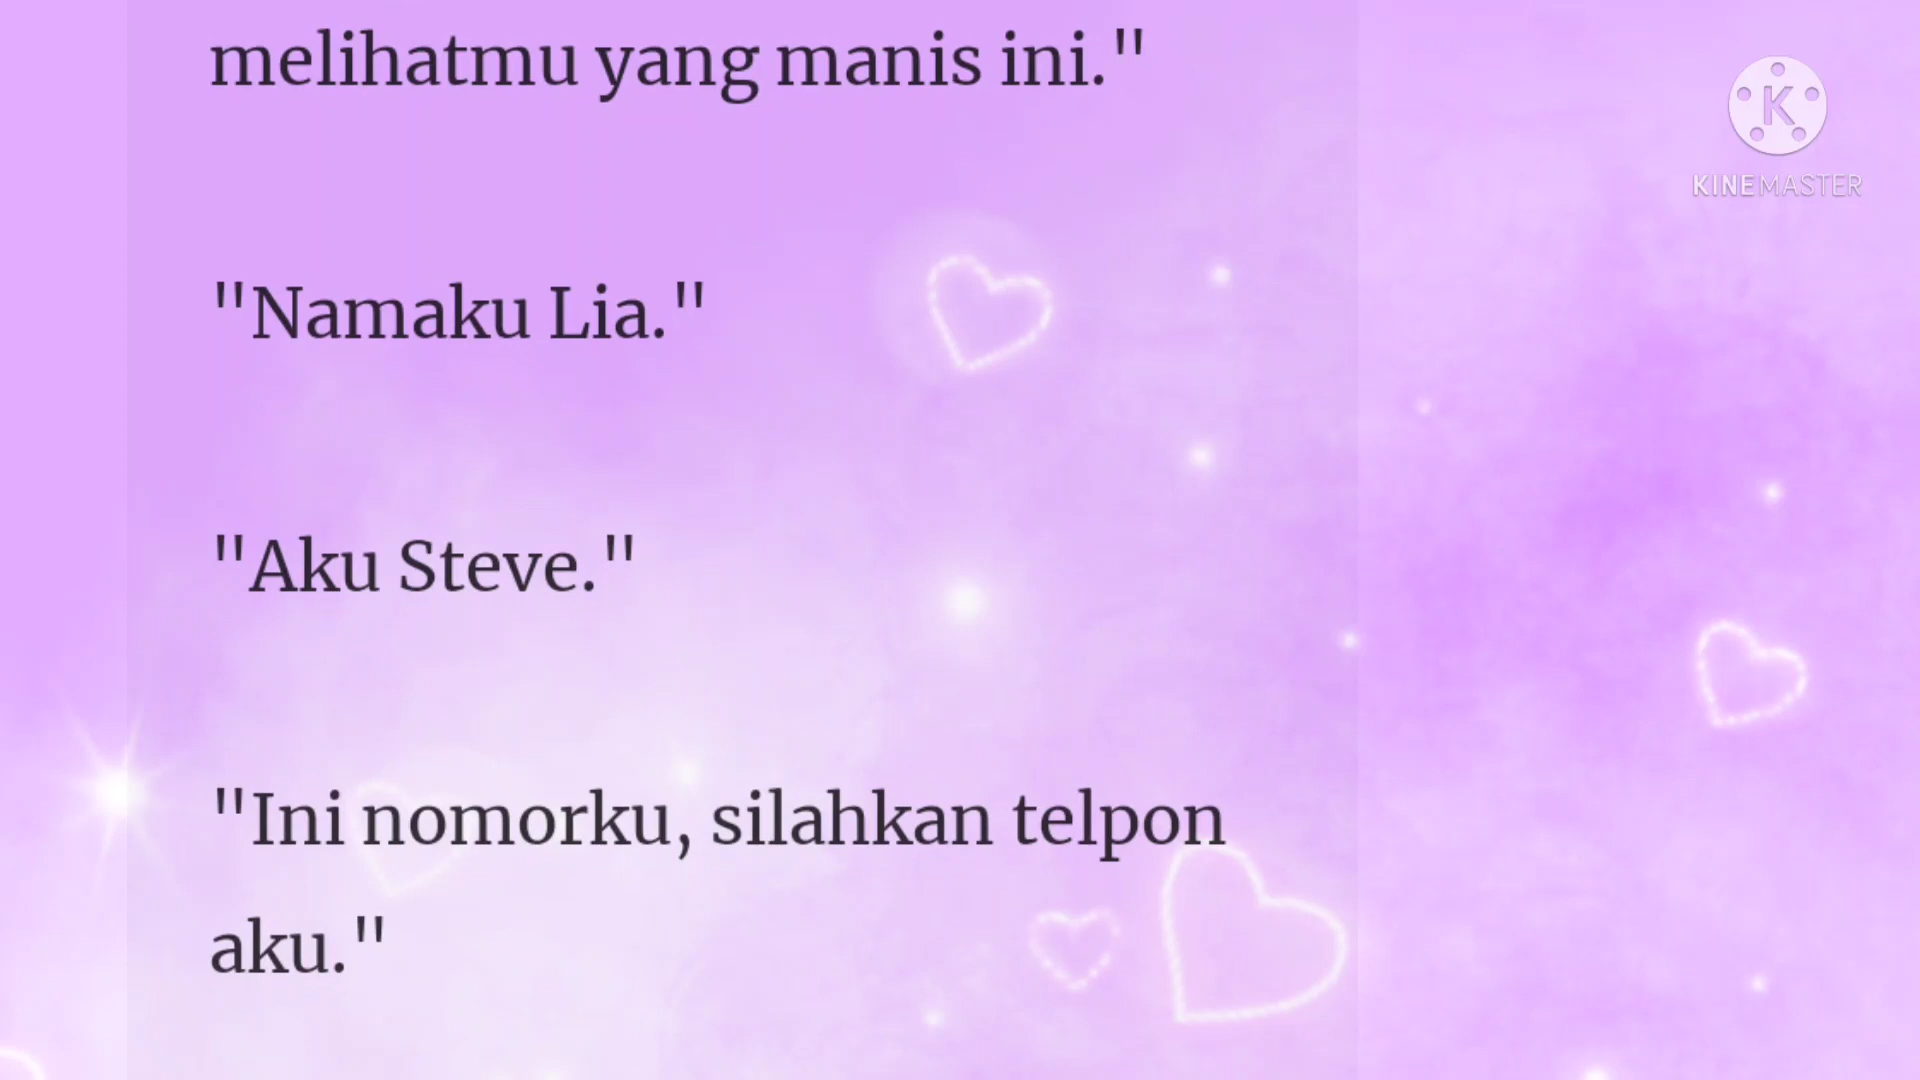 melihatmu yang manis ini."
"Namaku Lia."
"Aku Steve."
"Ini nomorku, silahkan telpon
aku."
K
KINEMASTER